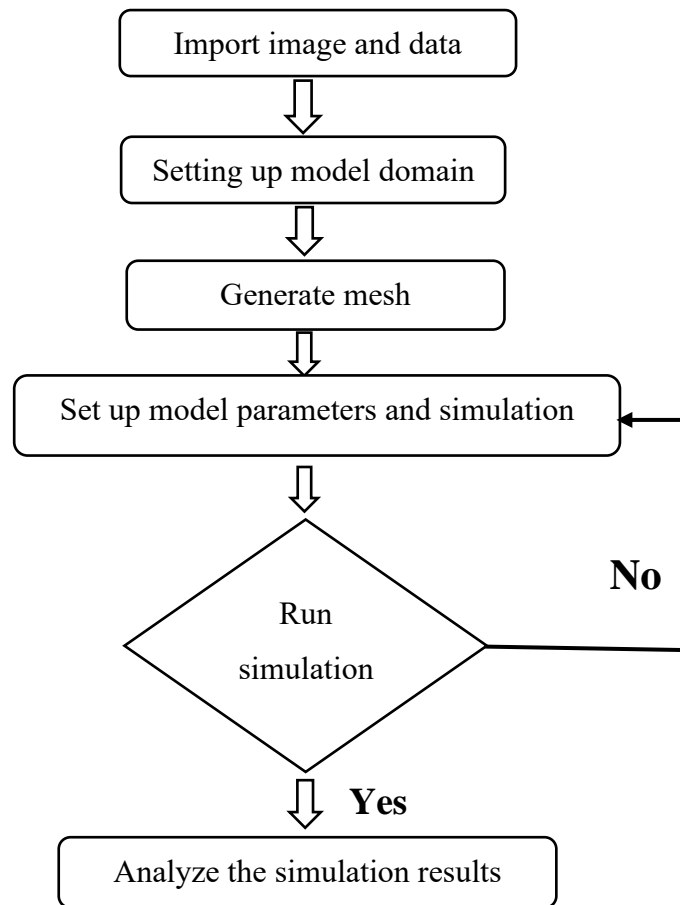 Import image and data
Setting up model domain
Generate mesh
Set up model parameters and simulation
No
Run
simulation
Yes
Analyze the simulation results